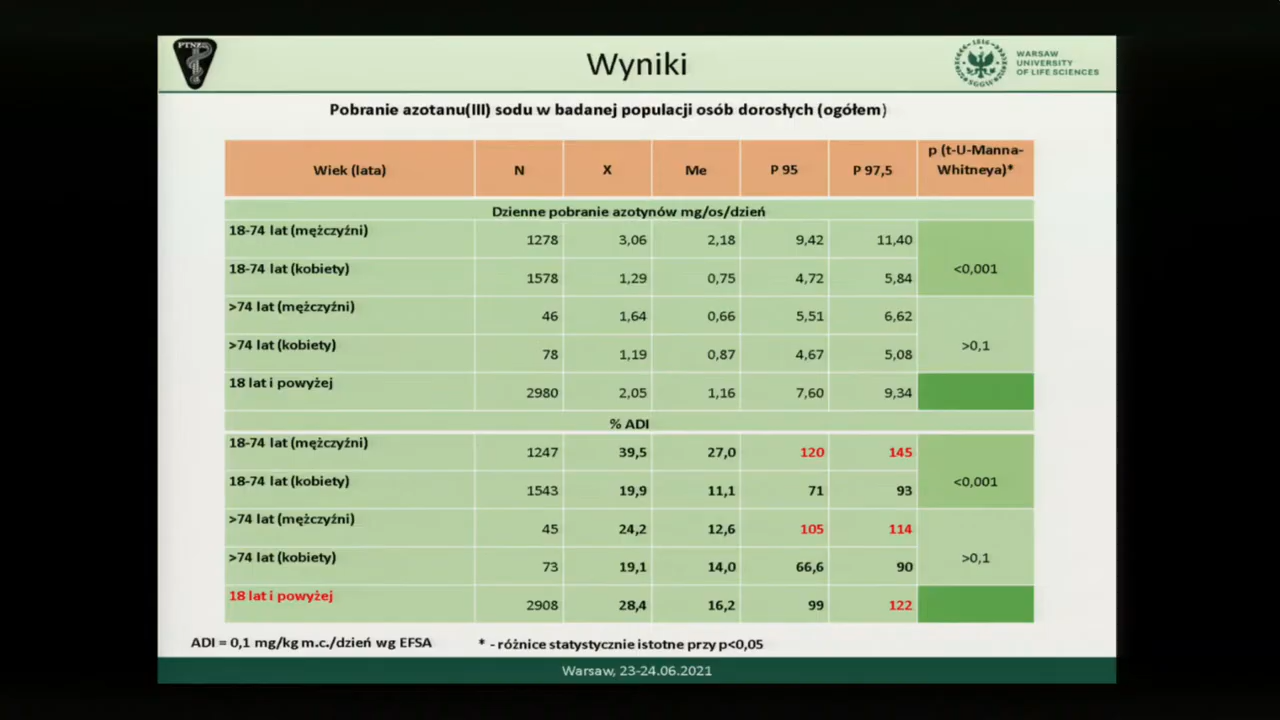 PTNZ
Wyniki
1816
SGGW
WARSAW
UNIVERSITY
OF LIFE SCIENCES
Pobranie azotanu(III) sodu w badanej populacji osób dorosłych (ogółem)
Wiek (lata) N X Me P 95 P 97,5 p (t-U-Manna-
Whitneya)*
Dzienne pobranie azotynów mg/os/dzień
18-74 lat (mężczyźni) 1278 3,06 2,18 9,42 11,40
18-74 lat (kobiety) 1578 1,29 0,75 4,72 5,84
<0,001
>74 lat (mężczyźni) 46 1,64 0,66 5,51 6,62
>74 lat (kobiety) 78 1,19 0,87 4,67 5,08
>0,1
18 lat i powyżej 2980 2,05 1,16 7,60 9,34
% ADI
18-74 lat (mężczyźni) 1247 39,5 27,0 120 145
18-74 lat (kobiety) 1543 19,9 11,1 71 93
<0,001
>74 lat (mężczyźni) 45 24,2 12,6 105 114
>74 lat (kobiety) 73 19,1 14,0 66,6 90
>0,1
18 lat i powyżej 2908 28,4 16,2 99 122
ADI = 0,1 mg/kg m.c./dzień wg EFSA * - różnice statystycznie istotne przy p<0,05
Warsaw, 23-24.06.2021